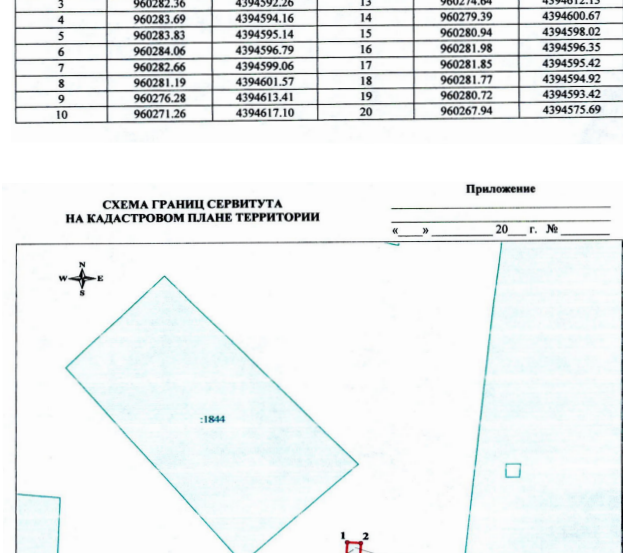 3 960282.36 4394592.26 13 960274.64 4394612.13
4 960283.69 4394594.16 14 960279.39 4394600.67
5 960283.83 4394595.14 15 960280.94 4394598.02
6 960284.06 4394596.79 16 960281.98 4394596.35
7 960282.66 4394599.06 17 960281.85 4394595.42
8 960281.19 4394601.57 18 960281.77 4394594.92
9 960276.28 4394613.41 19 960280.72 4394593.42
10 960271.26 4394617.10 20 960267.94 4394575.69
Приложение
СХЕМА ГРАНИЦ СЕРВИТУТА
НА КАДАСТРОВОМ ПЛАНЕ ТЕРРИТОРИИ
«____» __________ 20___ г. № ________
N
W E
S
:1844
1 2